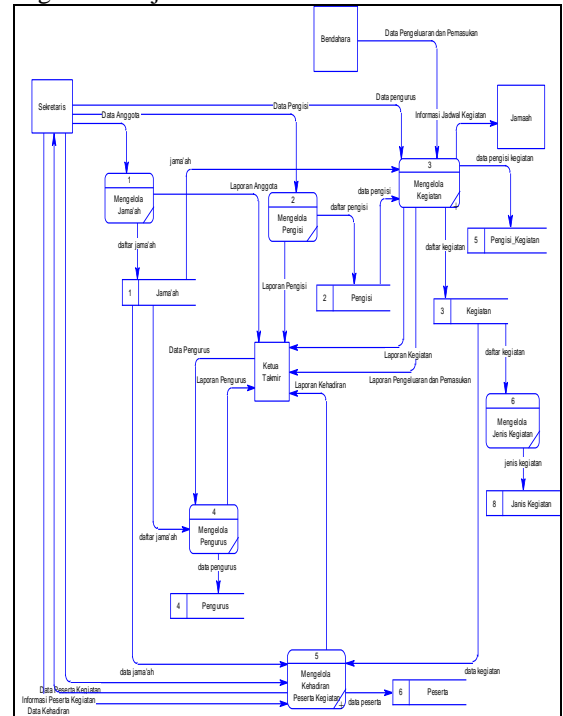 Bendahara
Data Pengeluaran dan Pemasukan
Sekretaris
Data pengurus
Data Pengisi
Data Anggota
Informasi Jadwal Kegiatan
Jamaah
jama'ah
3
Mengelola
Kegiatan
data pengisi kegiatan
1
Mengelola
Jama'ah
Laporan Anggota
2
Mengelola
Pengisi
data pengisi
daftar pengisi
5 Pengisi_Kegiatan
daftar jama'ah
daftar kegiatan
1 Jama'ah
Laporan Pengisi
2 Pengisi
3 Kegiatan
Data Pengurus
Ketua
Takmir
Laporan Kegiatan
daftar kegiatan
Laporan Pengurus
Laporan Kehadiran
Laporan Pengeluaran dan Pemasukan
6
Mengelola
Jenis Kegiatan
jenis kegiatan
8 Janis Kegiatan
4
Mengelola
Pengurus
daftar jama'ah
data pengurus
4 Pengurus
5
Mengelola
Kehadiran
Peserta Kegiatan
data jama'ah
data kegiatan
Data Peserta Kegiatan
6 Peserta
Informasi Peserta Kegiatan
data peserta
Data Kehadiran